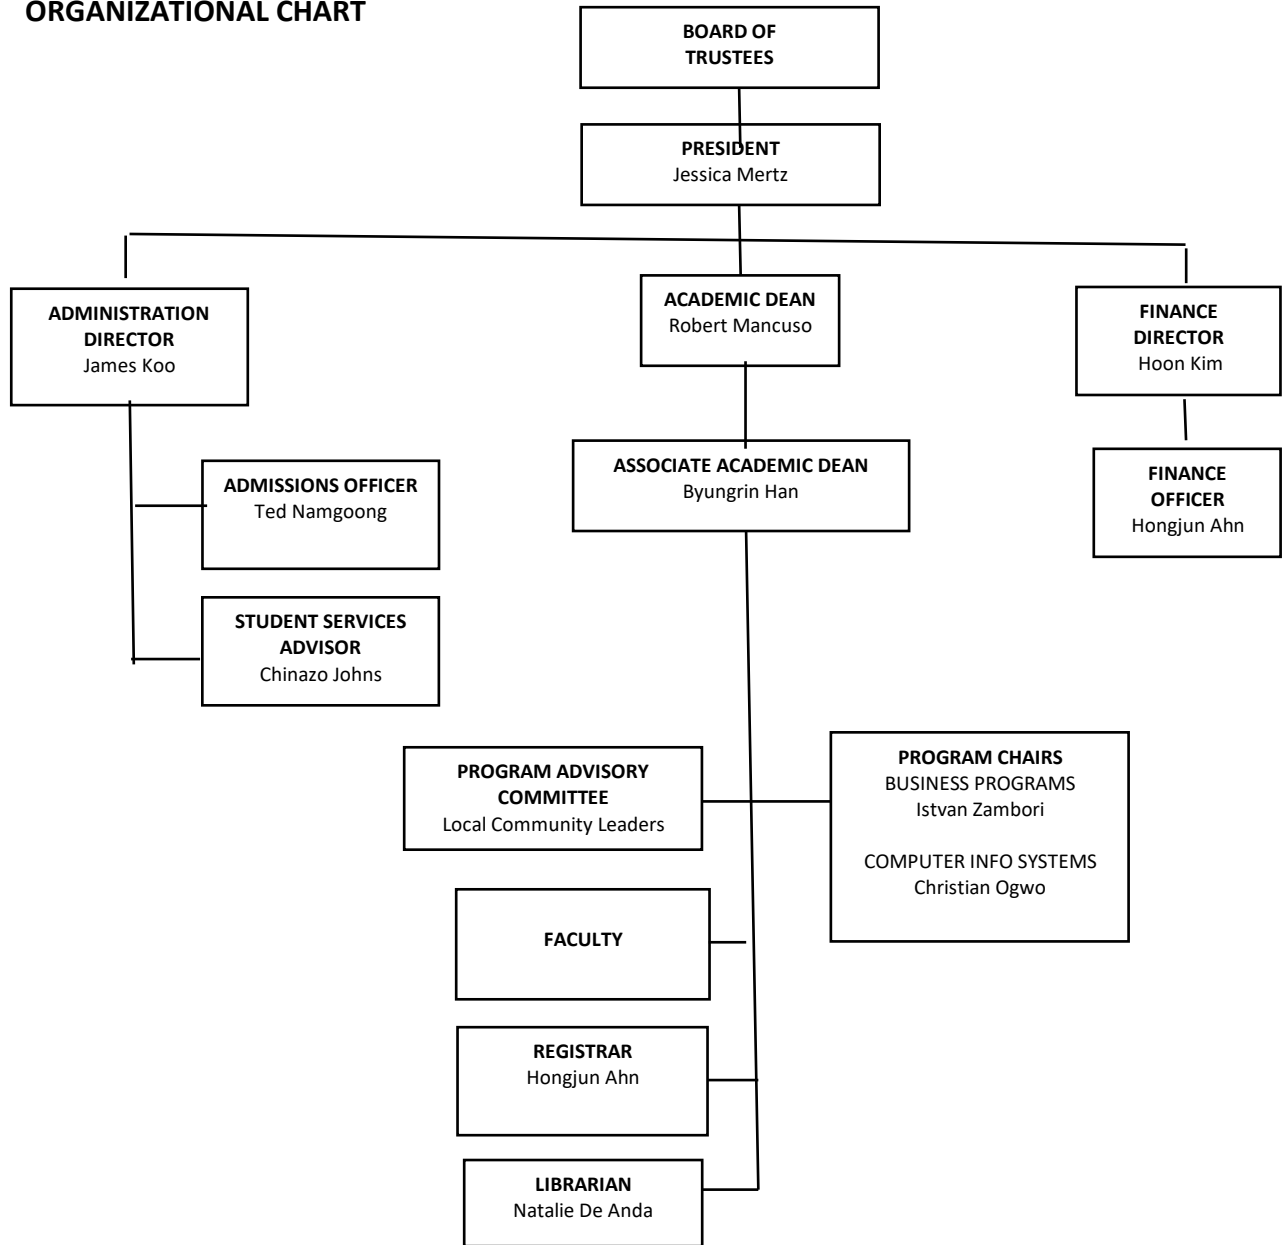 ORGANIZATIONAL CHART
BOARD OF
TRUSTEES
PRESIDENT
Jessica Mertz
ADMINISTRATION
DIRECTOR
James Koo
ACADEMIC DEAN
Robert Mancuso
FINANCE
DIRECTOR
Hoon Kim
ADMISSIONS OFFICER
Ted Namgoong
ASSOCIATE ACADEMIC DEAN
Byungrin Han
FINANCE
OFFICER
Hongjun Ahn
STUDENT SERVICES
ADVISOR
Chinazo Johns
PROGRAM ADVISORY
COMMITTEE
Local Community Leaders
PROGRAM CHAIRS
BUSINESS PROGRAMS
Istvan Zambori
COMPUTER INFO SYSTEMS
Christian Ogwo
FACULTY
REGISTRAR
Hongjun Ahn
LIBRARIAN
Natalie De Anda